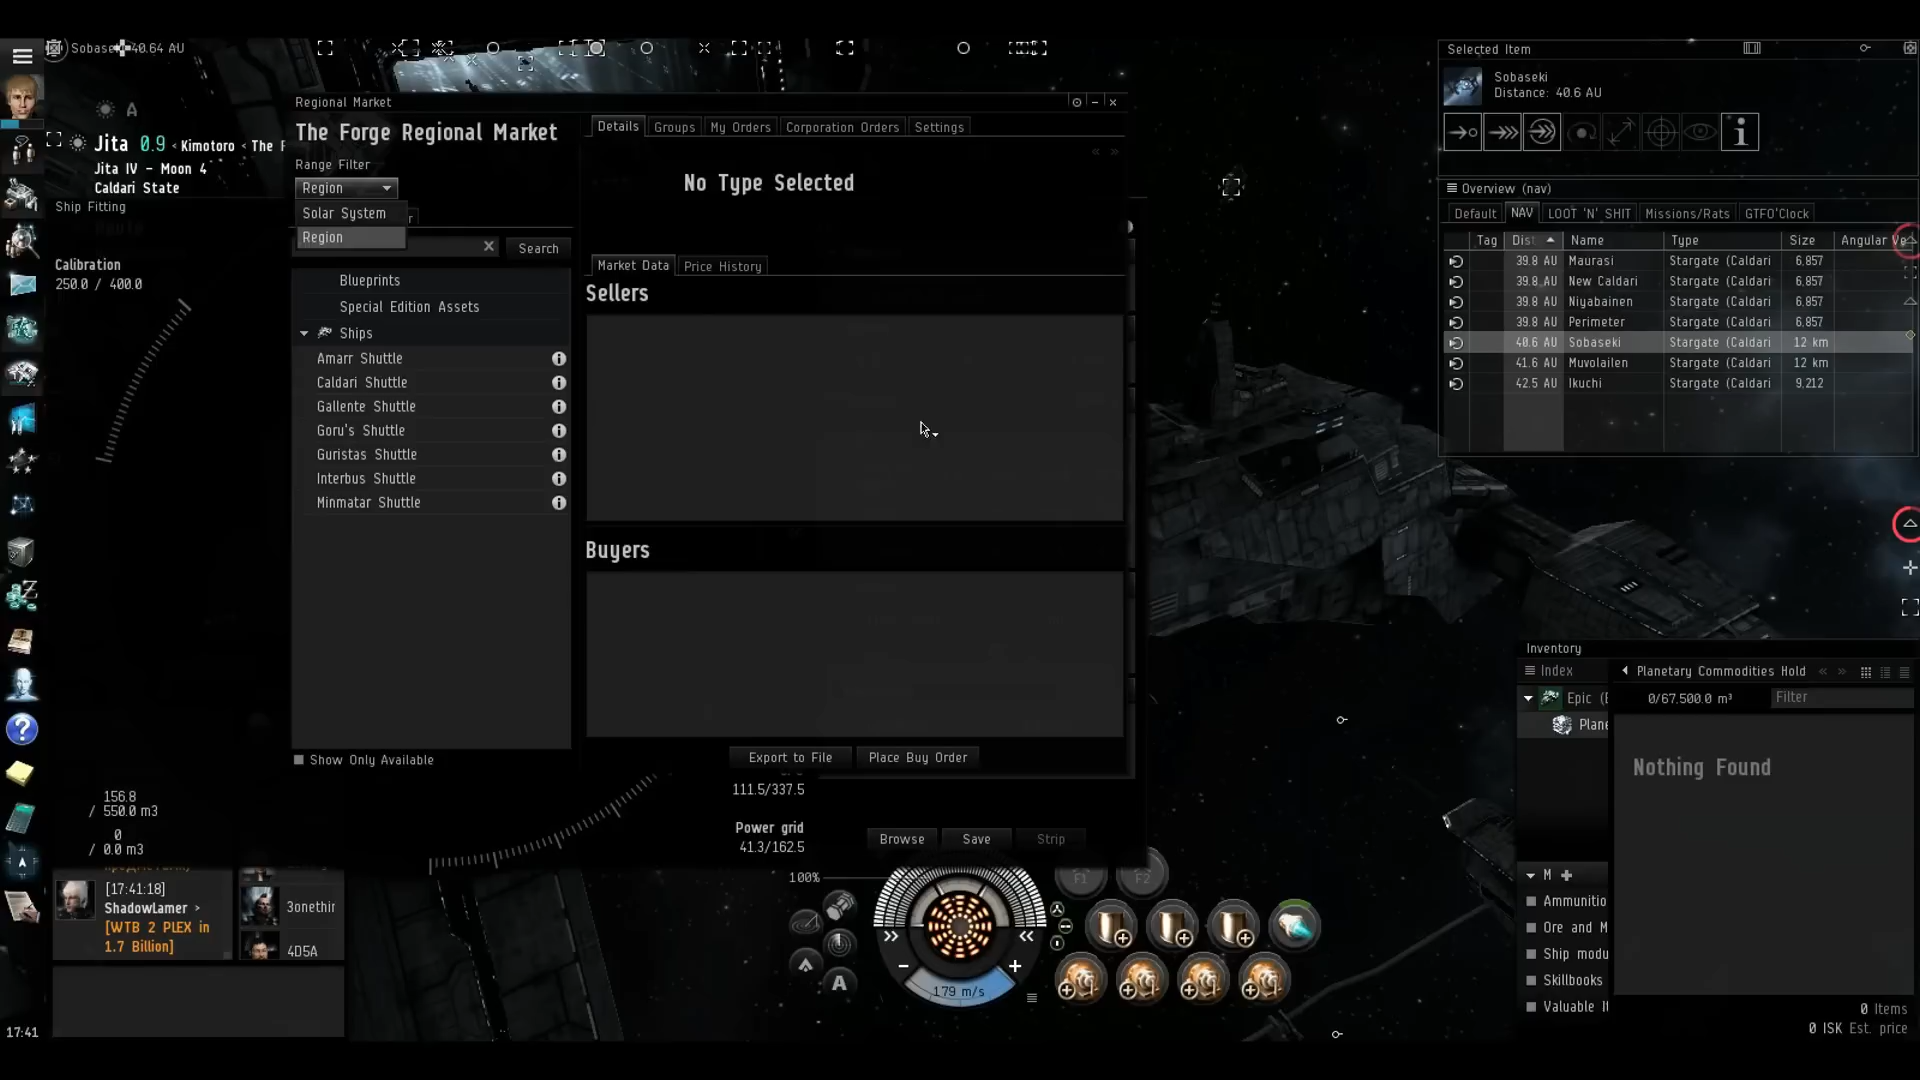 Sobase
40.64 AU
A
Jita 0.9 < Kimotoro < The F
Jita IV - Moon 4
Caldari State
Ship Fitting
Calibration
250.0 / 400.0
Regional Market
The Forge Regional Market
Range Filter
Region
Solar System
Region
Search
Blueprints
Special Edition Assets
Ships
Amarr Shuttle
Caldari Shuttle
Gallente Shuttle
Goru's Shuttle
Guristas Shuttle
Interbus Shuttle
Minmatar Shuttle
Show Only Available
Details Groups My Orders Corporation Orders Settings
No Type Selected
Market Data Price History
Sellers
Buyers
Export to File Place Buy Order
111.5/337.5
Power grid
41.3/162.5
Browse Save Strip
156.8
/ 550.0 m3
0
/ 0.0 m3
[17:41:18]
ShadowLamer >
[WTB 2 PLEX in
1.7 Billion]
3onethir
4D5A
17:41
100%
F1 F2
179 m/s
A
Selected Item
Sobaseki
Distance: 40.6 AU
Overview (nav)
Default NAV LOOT 'N' SHIT Missions/Rats GTFO'Clock
Tag Dist Name Type Size Angular Ve
39.8 AU Maurasi Stargate (Caldari 6,857
39.8 AU New Caldari Stargate (Caldari 6,857
39.8 AU Niyabainen Stargate (Caldari 6,857
39.8 AU Perimeter Stargate (Caldari 6,857
40.6 AU Sobaseki Stargate (Caldari 12 km
41.6 AU Muvolailen Stargate (Caldari 12 km
42.5 AU Ikuchi Stargate (Caldari 9,212
Inventory
Index
Planetary Commodities Hold
Epic (E
0/67,500.0 m³
Filter
Plane
Nothing Found
M
Ammunitio
Ore and M
Ship modu
Skillbooks
Valuable It
0 Items
0 ISK Est. price